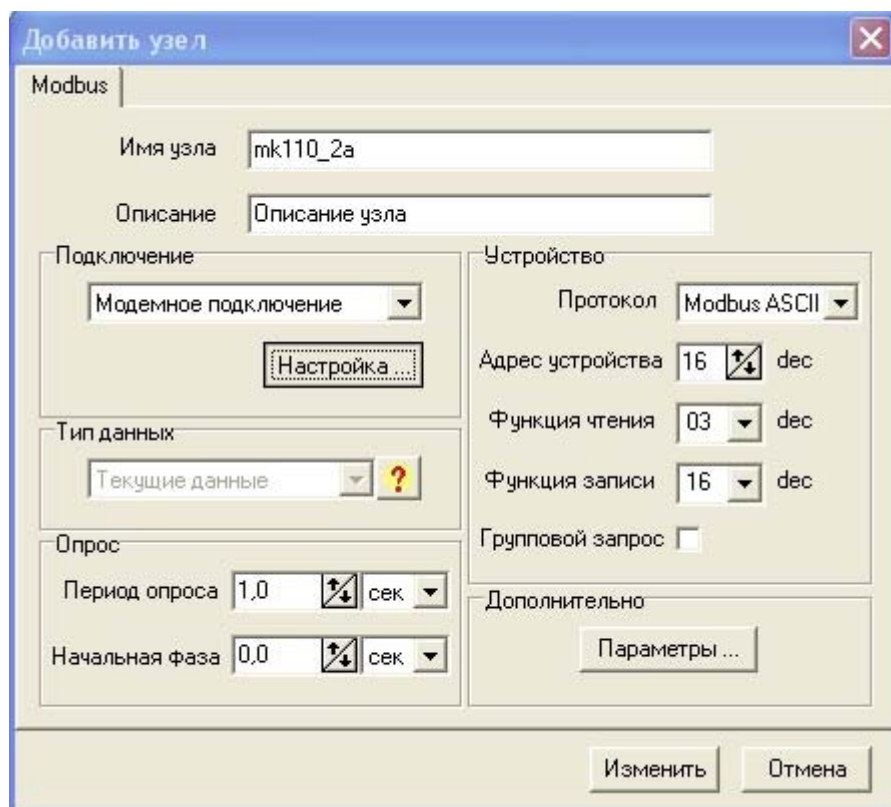 Добавить узел
Modbus
Имя узла mk110_2a
Описание Описание узла
Подключение
Модемное подключение
Настройка ...
Тип данных
Текущие данные ?
Опрос
Период опроса 1,0 сек
Начальная фаза 0,0 сек
Устройство
Протокол Modbus ASCII
Адрес устройства 16 dec
Функция чтения 03 dec
Функция записи 16 dec
Групповой запрос
Дополнительно
Параметры ...
Изменить Отмена